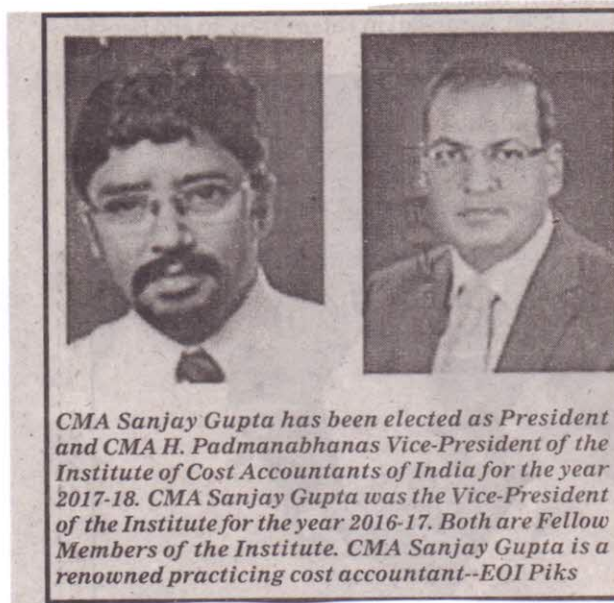 CMA Sanjay Gupta has been elected as President
and CMA H. Padmanabhanas Vice-President of the
Institute of Cost Accountants of India for the year
2017-18. CMA Sanjay Gupta was the Vice-President
of the Institute for the year 2016-17. Both are Fellow
Members of the Institute. CMA Sanjay Gupta is a
renowned practicing cost accountant--EOI Piks